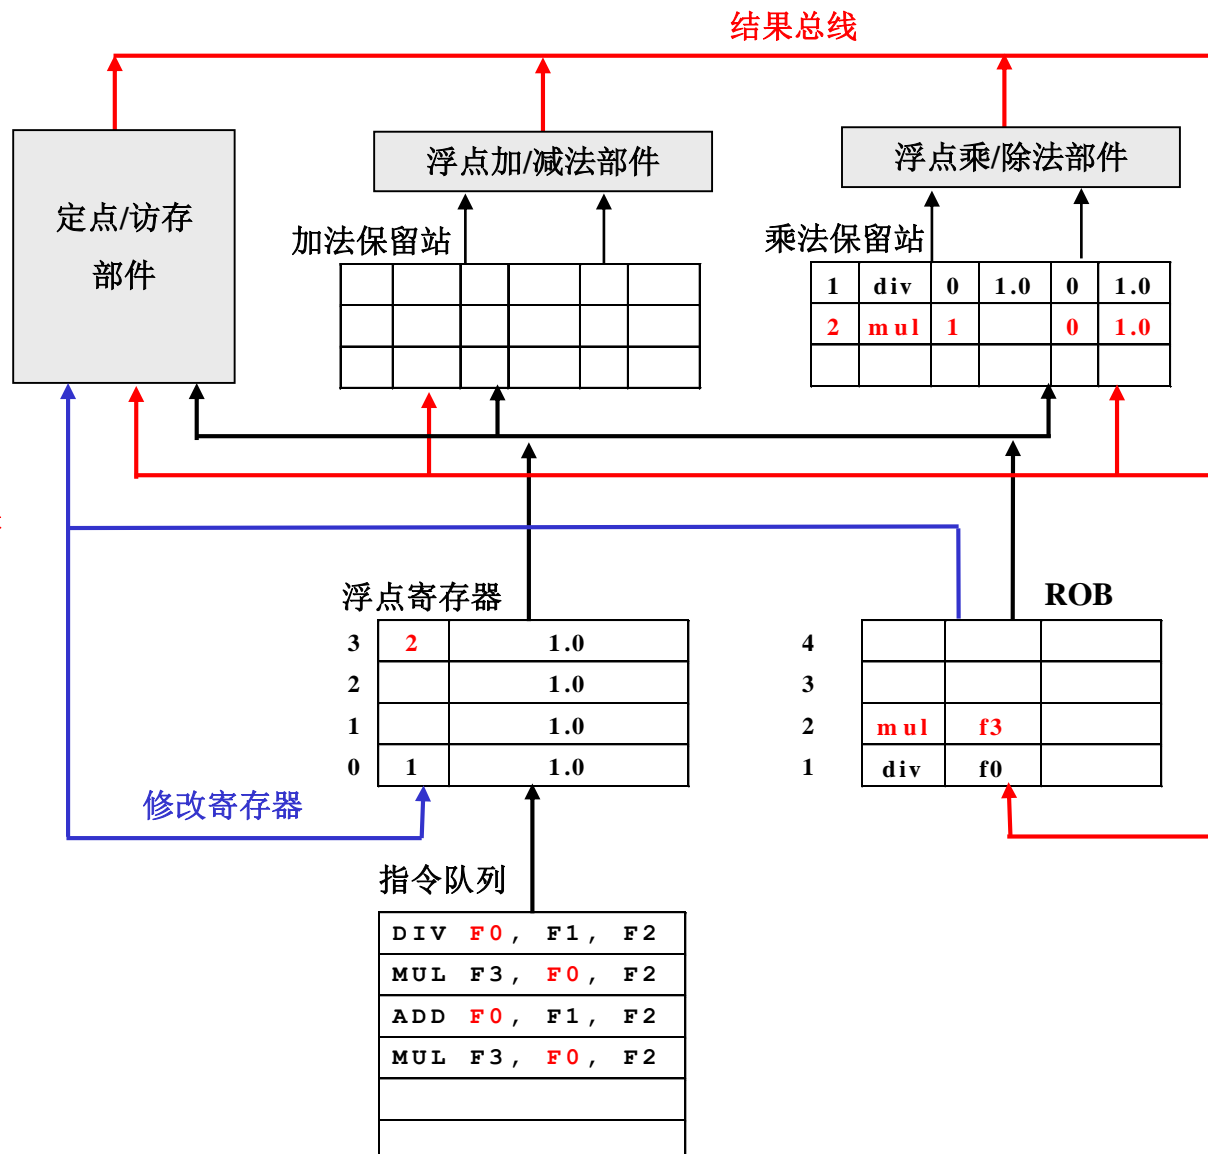 结果总线
定点/访存
部件
浮点加/减法部件
浮点乘/除法部件
加法保留站
乘法保留站
1 div 0 1.0 0 1.0
2 mul 1 0 1.0
浮点寄存器
3 2 1.0
2 1.0
1 1.0
0 1 1.0
ROB
4
3
2 mul f3
1 div f0
修改寄存器
指令队列
DIV F0, F1, F2
MUL F3, F0, F2
ADD F0, F1, F2
MUL F3, F0, F2